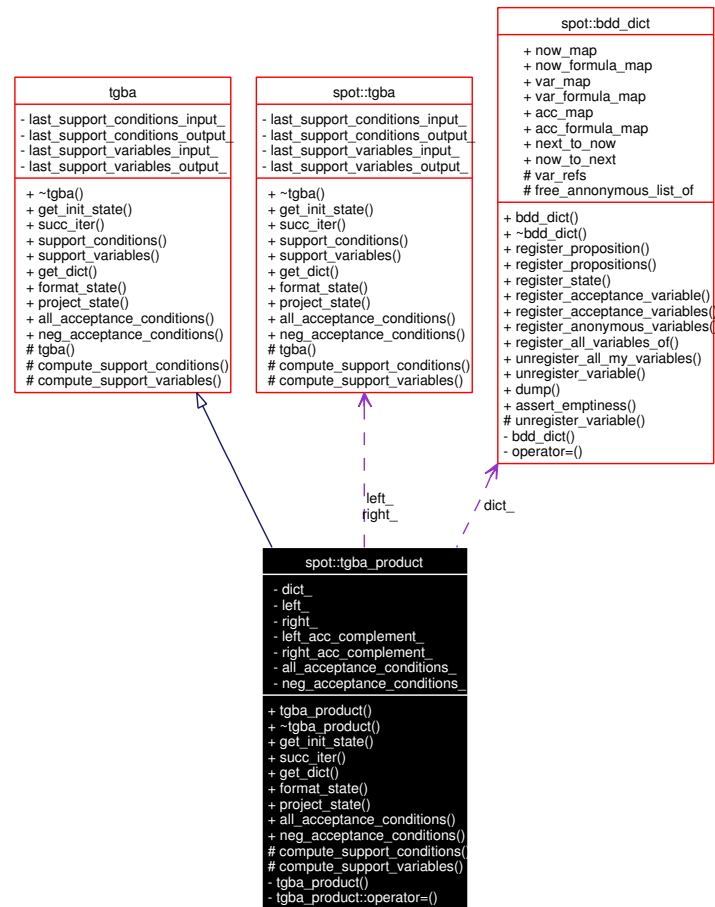 tgba
- last_support_conditions_input_
- last_support_conditions_output_
- last_support_variables_input_
- last_support_variables_output_
+ ~tgba()
+ get_init_state()
+ succ_iter()
+ support_conditions()
+ support_variables()
+ get_dict()
+ format_state()
+ project_state()
+ all_acceptance_conditions()
+ neg_acceptance_conditions()
# tgba()
# compute_support_conditions()
# compute_support_variables()
spot::tgba
- last_support_conditions_input_
- last_support_conditions_output_
- last_support_variables_input_
- last_support_variables_output_
+ ~tgba()
+ get_init_state()
+ succ_iter()
+ support_conditions()
+ support_variables()
+ get_dict()
+ format_state()
+ project_state()
+ all_acceptance_conditions()
+ neg_acceptance_conditions()
# tgba()
# compute_support_conditions()
# compute_support_variables()
spot::bdd_dict
+ now_map
+ now_formula_map
+ var_map
+ var_formula_map
+ acc_map
+ acc_formula_map
+ next_to_now
+ now_to_next
# var_refs
# free_annonymous_list_of
+ bdd_dict()
+ ~bdd_dict()
+ register_proposition()
+ register_propositions()
+ register_state()
+ register_acceptance_variable()
+ register_acceptance_variables(
+ register_anonymous_variables(
+ register_all_variables_of()
+ unregister_all_my_variables()
+ unregister_variable()
+ dump()
+ assert_emptiness()
# unregister_variable()
- bdd_dict()
- operator=()
left_
right_
dict_
spot::tgba_product
- dict_
- left_
- right_
- left_acc_complement_
- right_acc_complement_
- all_acceptance_conditions_
- neg_acceptance_conditions_
+ tgba_product()
+ ~tgba_product()
+ get_init_state()
+ succ_iter()
+ get_dict()
+ format_state()
+ project_state()
+ all_acceptance_conditions()
+ neg_acceptance_conditions()
# compute_support_conditions(
# compute_support_variables()
- tgba_product()
- tgba_product::operator=()